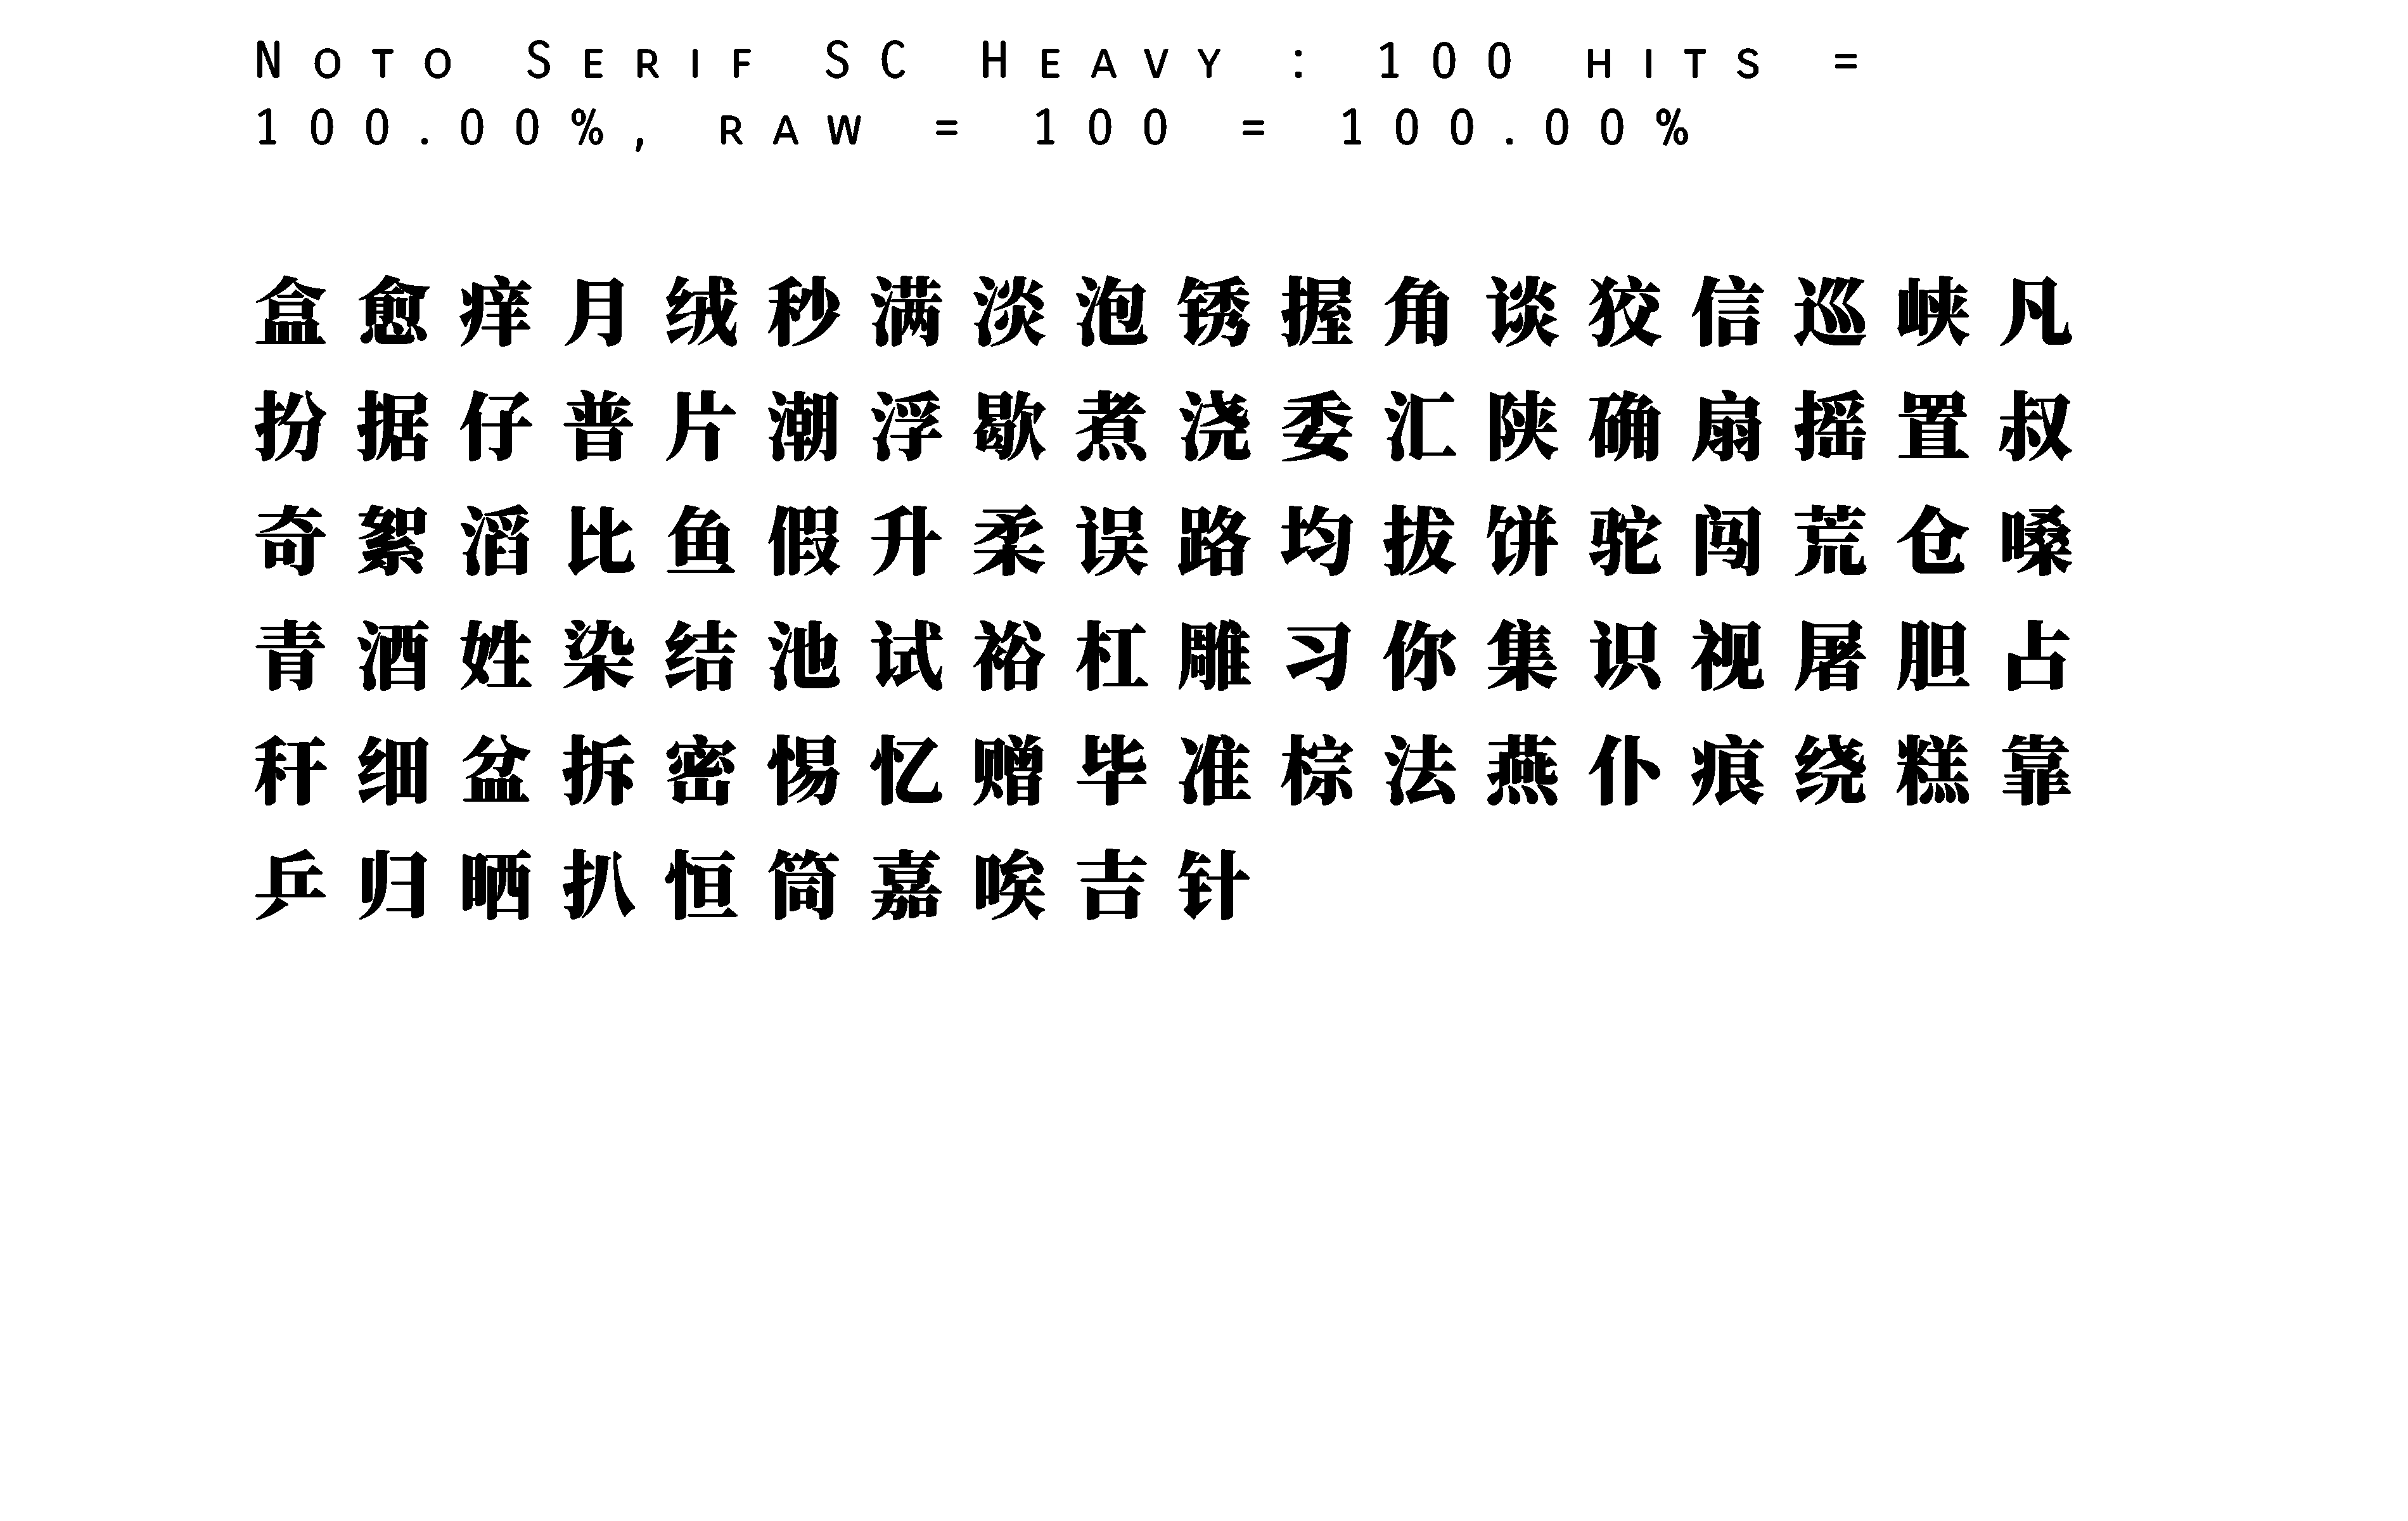 Noto Serif SC Heavy : 100 hits =
100.00%, raw = 100 = 100.00%
盒愈痒月绒秒满淡泡锈握角谈狡信巡峡凡
扮据仔普片潮浮歇煮浇委汇陕确扇摇置叔
奇絮滔比鱼假升柔误路均拔饼驼闯荒仓嗓
青酒姓染结池试裕杠雕习你集识视屠胆占
秆细盆拆密惕忆赠毕准棕法燕仆痕绕糕靠
乒归晒扒恒筒嘉唉吉针